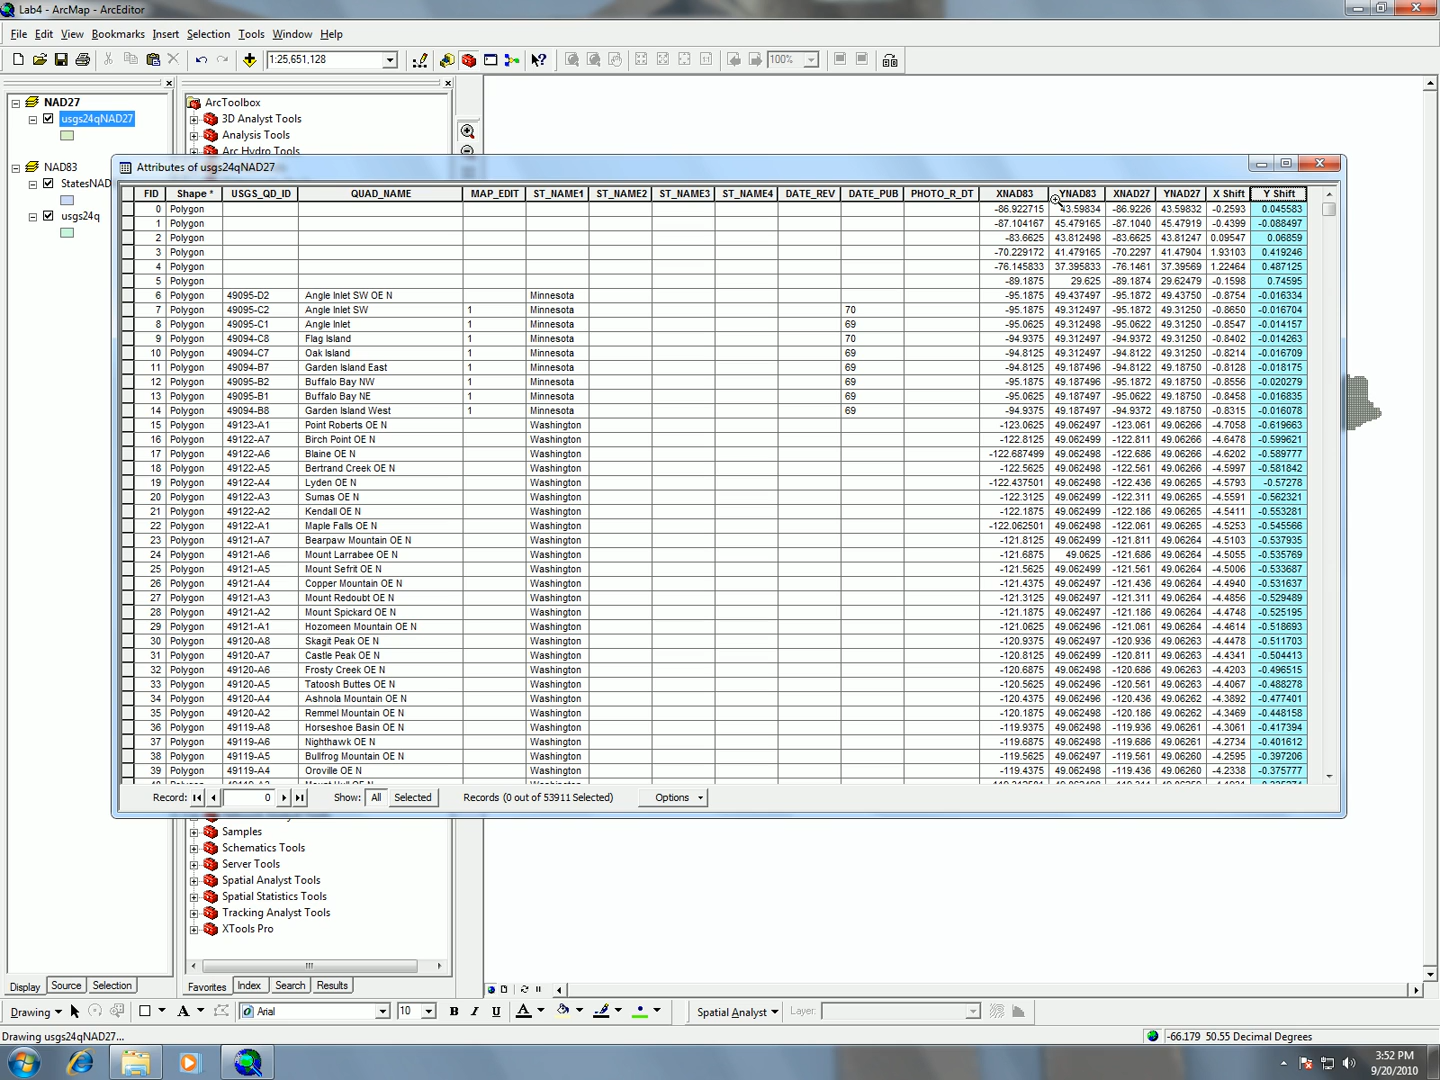 Lab4 - ArcMap - ArcEditor
File Edit View Bookmarks Insert Selection Tools Window Help
1:25,651,128
100%
NAD27
usgs24qNAD27
NAD83
StatesNAD
usgs24q
ArcToolbox
3D Analyst Tools
Analysis Tools
Arc Hydro Tools
Attributes of usgs24qNAD27
FID Shape * USGS_QD_ID QUAD_NAME MAP_EDIT ST_NAME1 ST_NAME2 ST_NAME3 ST_NAME4 DATE_REV DATE_PUB PHOTO_R_DT XNAD83 YNAD83 XNAD27 YNAD27 X Shift Y Shift
0 Polygon -86.922715 43.59834 -86.9226 43.59832 -0.2593 0.045583
1 Polygon -87.104167 45.479165 -87.1040 45.47919 -0.4399 -0.088497
2 Polygon -83.6625 43.812498 -83.6625 43.81247 0.09547 0.06859
3 Polygon -70.229172 41.479165 -70.2297 41.47904 1.93103 0.419246
4 Polygon -76.145833 37.395833 -76.1461 37.39569 1.22464 0.487125
5 Polygon -89.1875 29.625 -89.1874 29.62479 -0.1598 0.74595
6 Polygon 49095-D2 Angle Inlet SW OE N Minnesota -95.1875 49.437497 -95.1872 49.43750 -0.8754 -0.016334
7 Polygon 49095-C2 Angle Inlet SW 1 Minnesota 70 -95.1875 49.312498 -95.1872 49.31250 -0.8650 -0.016704
8 Polygon 49095-C1 Angle Inlet 1 Minnesota 69 -95.0625 49.312498 -95.0622 49.31250 -0.8547 -0.014157
9 Polygon 49094-C8 Flag Island 1 Minnesota 70 -94.9375 49.312497 -94.9372 49.31250 -0.8402 -0.014263
10 Polygon 49094-C7 Oak Island 1 Minnesota 69 -94.8125 49.312497 -94.8122 49.31250 -0.8214 -0.016709
11 Polygon 49094-B7 Garden Island East 1 Minnesota 69 -94.8125 49.187496 -94.8122 49.18750 -0.8128 -0.018175
12 Polygon 49095-B2 Buffalo Bay NW 1 Minnesota 69 -95.1875 49.187496 -95.1872 49.18750 -0.8556 -0.020279
13 Polygon 49095-B1 Buffalo Bay NE 1 Minnesota 69 -95.0625 49.187497 -95.0622 49.18750 -0.8458 -0.016835
14 Polygon 49094-B8 Garden Island West 1 Minnesota 69 -94.9375 49.187497 -94.9372 49.18750 -0.8315 -0.016078
15 Polygon 49123-A1 Point Roberts OE N Washington -123.0625 49.062499 -123.061 49.06266 -4.7058 -0.619663
16 Polygon 49122-A7 Birch Point OE N Washington -122.8125 49.062499 -122.811 49.06266 -4.6478 -0.599621
17 Polygon 49122-A6 Blaine OE N Washington -122.687499 49.062498 -122.686 49.06266 -4.6202 -0.589777
18 Polygon 49122-A5 Bertrand Creek OE N Washington -122.5625 49.062499 -122.561 49.06266 -4.5997 -0.581842
19 Polygon 49122-A4 Lyden OE N Washington -122.437501 49.062498 -122.436 49.06265 -4.5793 -0.57278
20 Polygon 49122-A3 Sumas OE N Washington -122.3125 49.062499 -122.311 49.06265 -4.5591 -0.562321
21 Polygon 49122-A2 Kendall OE N Washington -122.1875 49.062499 -122.186 49.06265 -4.5411 -0.553281
22 Polygon 49122-A1 Maple Falls OE N Washington -122.062501 49.062498 -122.061 49.06265 -4.5253 -0.545566
23 Polygon 49121-A7 Bearpaw Mountain OE N Washington -121.8125 49.062499 -121.811 49.06264 -4.5103 -0.537935
24 Polygon 49121-A6 Mount Larrabee OE N Washington -121.6875 49.0625 -121.686 49.06264 -4.5055 -0.535769
25 Polygon 49121-A5 Mount Sefrit OE N Washington -121.5625 49.062499 -121.561 49.06264 -4.5006 -0.533687
26 Polygon 49121-A4 Copper Mountain OE N Washington -121.4375 49.062499 -121.436 49.06264 -4.4940 -0.531637
27 Polygon 49121-A3 Mount Redoubt OE N Washington -121.3125 49.062499 -121.311 49.06264 -4.4856 -0.529489
28 Polygon 49121-A2 Mount Spickard OE N Washington -121.1875 49.062499 -121.186 49.06264 -4.4748 -0.525195
29 Polygon 49121-A1 Hozomeen Mountain OE N Washington -121.0625 49.062499 -121.061 49.06264 -4.4614 -0.518693
30 Polygon 49120-A8 Skagit Peak OE N Washington -120.9375 49.062498 -120.936 49.06263 -4.4478 -0.511703
31 Polygon 49120-A7 Castle Peak OE N Washington -120.8125 49.062499 -120.811 49.06263 -4.4341 -0.504413
32 Polygon 49120-A6 Frosty Creek OE N Washington -120.6875 49.062498 -120.686 49.06263 -4.4203 -0.496515
33 Polygon 49120-A5 Tatoosh Buttes OE N Washington -120.5625 49.062499 -120.561 49.06263 -4.4067 -0.488278
34 Polygon 49120-A4 Ashnola Mountain OE N Washington -120.4375 49.062498 -120.436 49.06262 -4.3892 -0.477401
35 Polygon 49120-A2 Remmel Mountain OE N Washington -120.1875 49.062499 -120.186 49.06262 -4.3469 -0.448158
36 Polygon 49119-A8 Horseshoe Basin OE N Washington -119.9375 49.062498 -119.936 49.06261 -4.3061 -0.417394
37 Polygon 49119-A6 Nighthawk OE N Washington -119.6875 49.062498 -119.686 49.06261 -4.2734 -0.401612
38 Polygon 49119-A5 Bullfrog Mountain OE N Washington -119.5625 49.062499 -119.561 49.06260 -4.2595 -0.397206
39 Polygon 49119-A4 Oroville OE N Washington -119.4375 49.062498 -119.436 49.06260 -4.2338 -0.375777
Record: 0 Show: All Selected Records (0 out of 53911 Selected) Options
Samples
Schematics Tools
Server Tools
Spatial Analyst Tools
Spatial Statistics Tools
Tracking Analyst Tools
XTools Pro
Display Source Selection
Favorites Index Search Results
Drawing A Arial 10 B I U A Spatial Analyst Layer:
Drawing usgs24qNAD27...
-66.179 50.55 Decimal Degrees
3:52 PM
9/20/2010